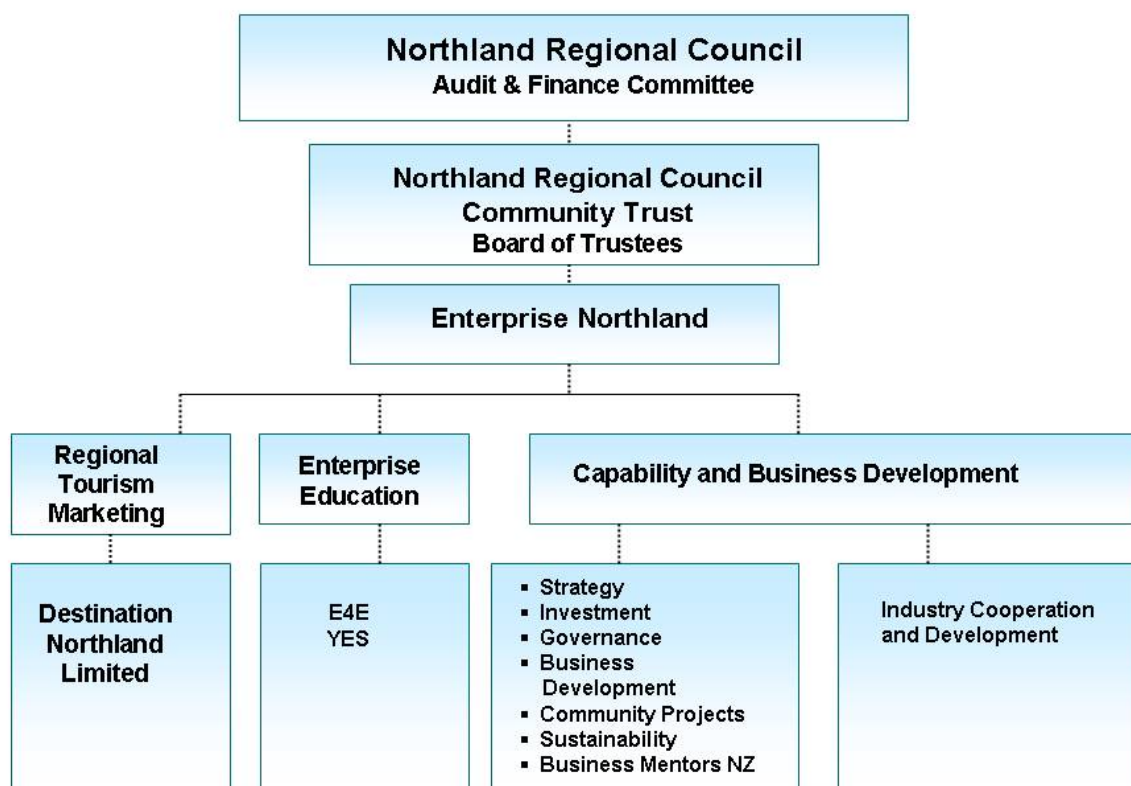 Northland Regional Council
Audit & Finance Committee
Northland Regional Council
Community Trust
Board of Trustees
Enterprise Northland
Regional
Tourism
Marketing
Enterprise
Education
Capability and Business Development
Destination
Northland
Limited
E4E
YES
▪ Strategy
▪ Investment
▪ Governance
▪ Business
Development
▪ Community Projects
▪ Sustainability
▪ Business Mentors NZ
Industry Cooperation
and Development